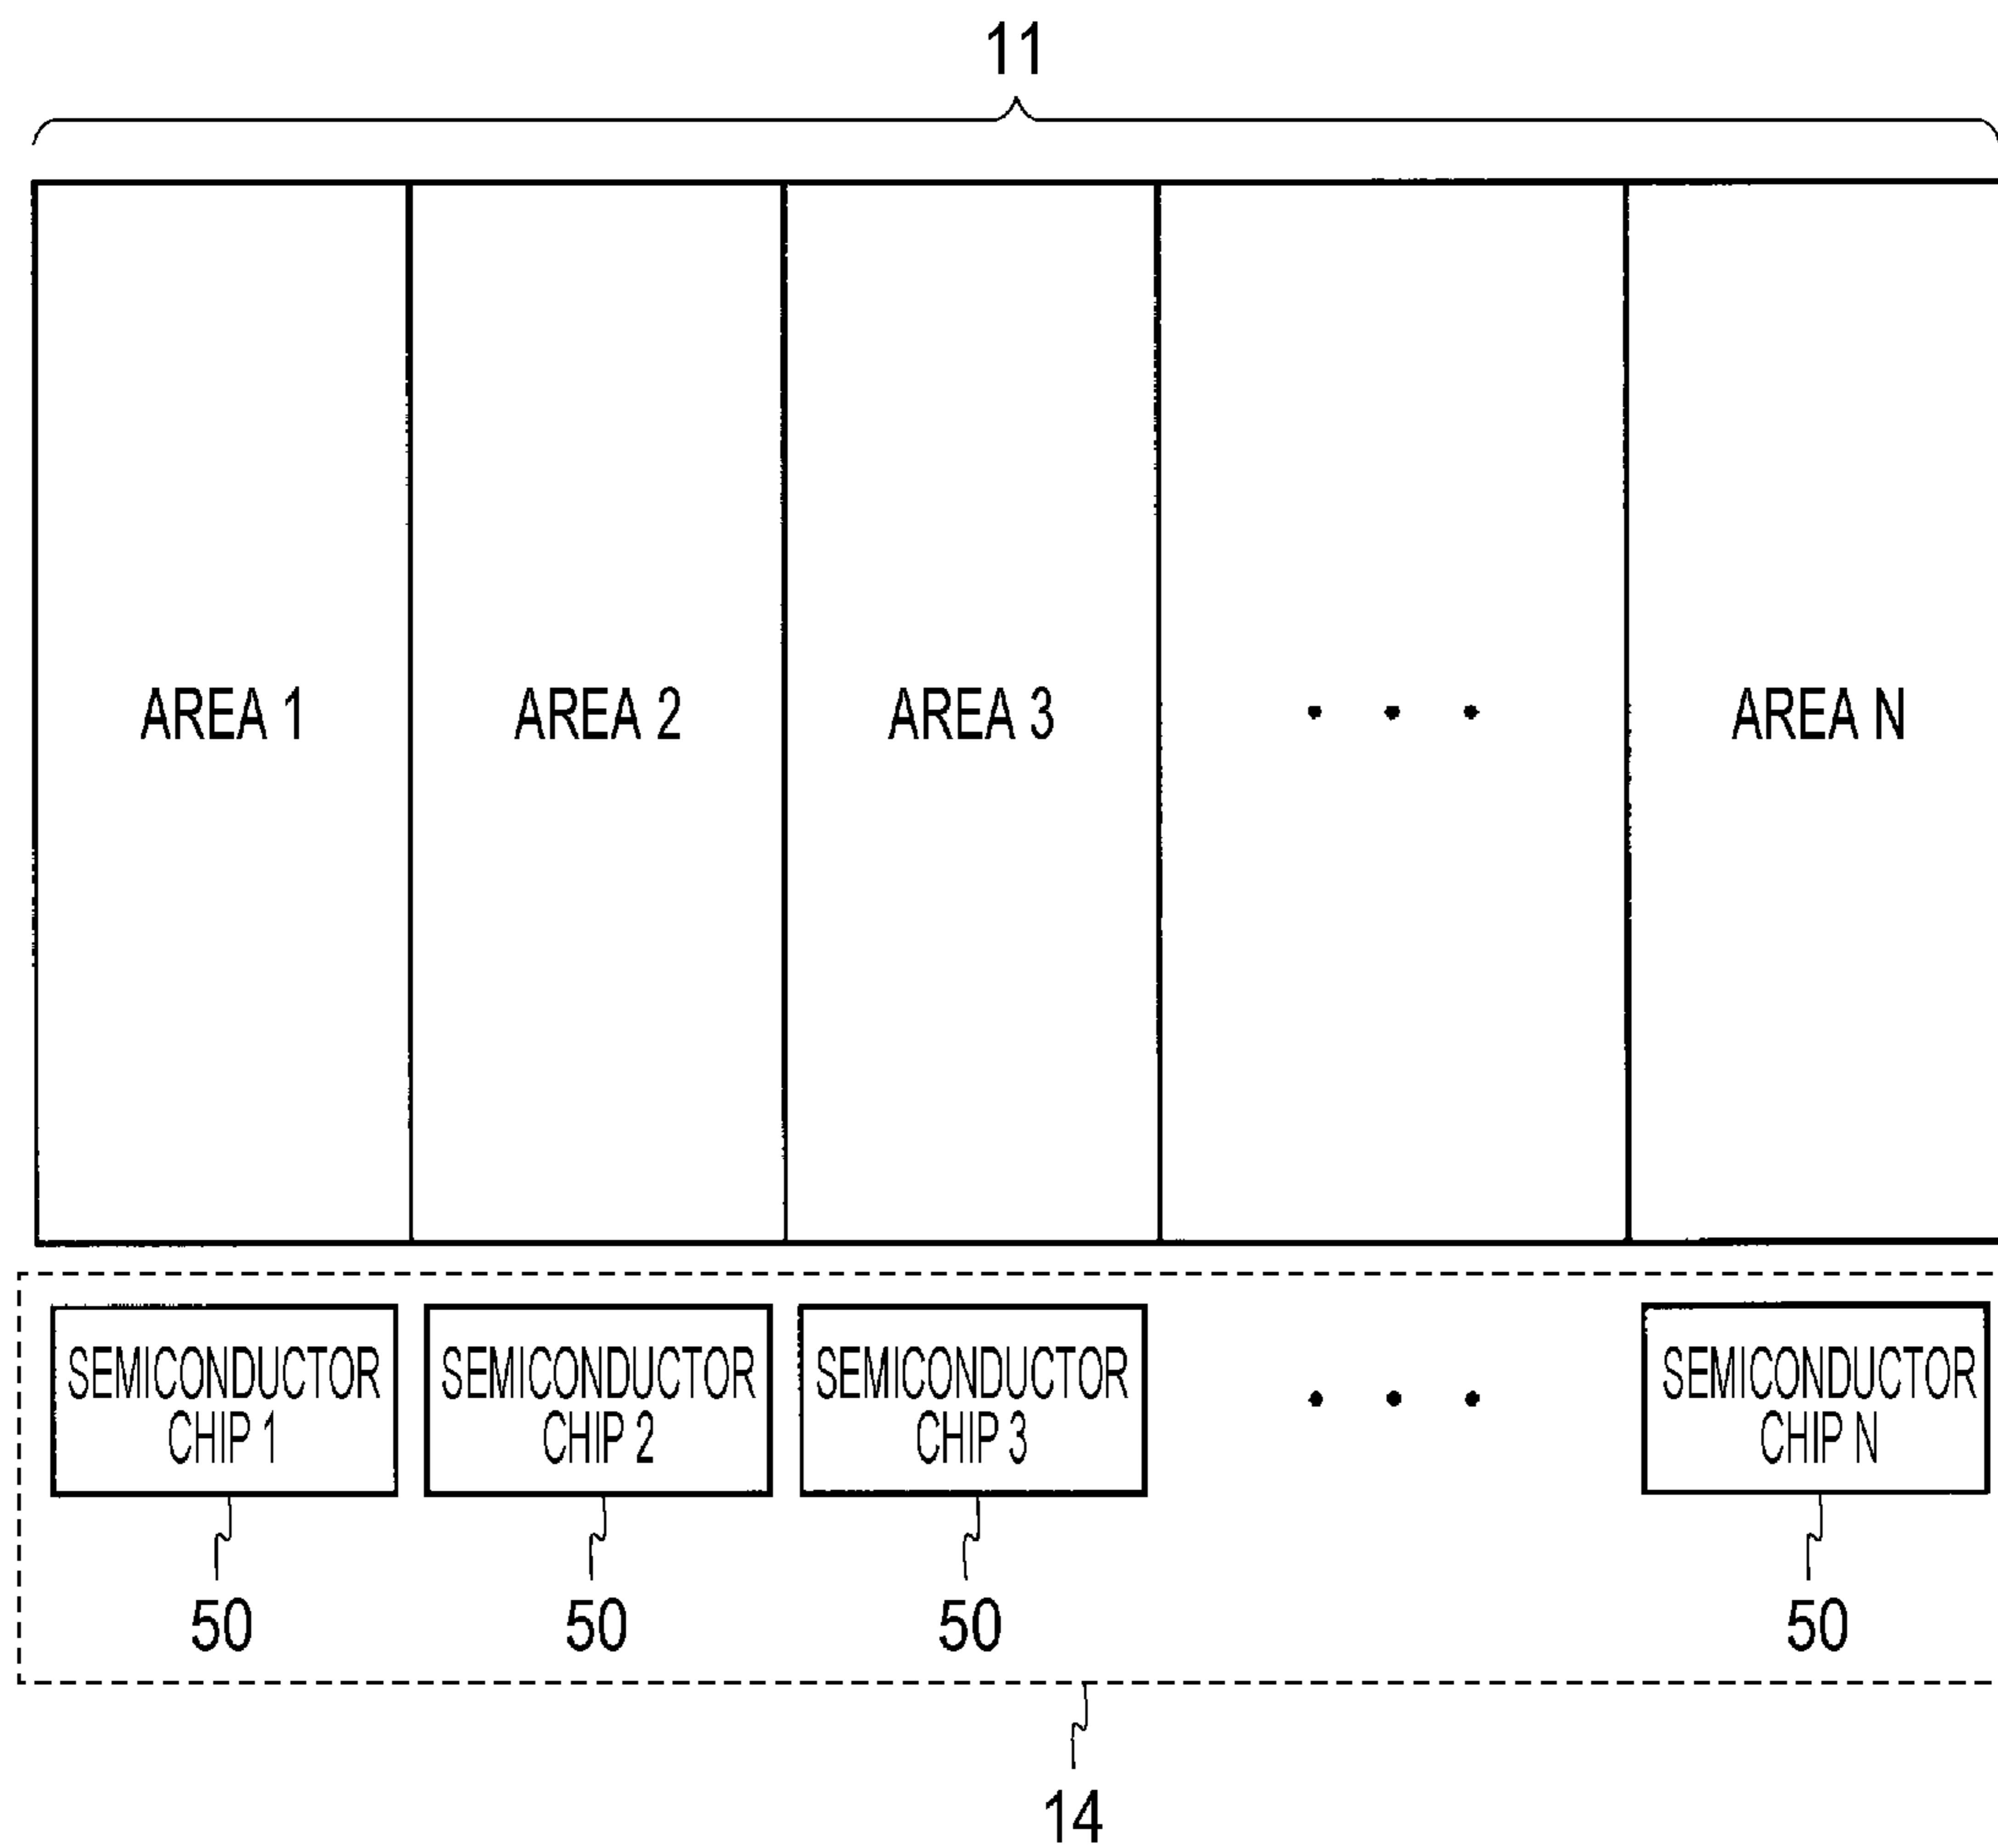 11
AREA 1
AREA 2
AREA 3
• • •
AREA N
SEMICONDUCTOR
CHIP 1
SEMICONDUCTOR
CHIP 2
SEMICONDUCTOR
CHIP 3
• • •
SEMICONDUCTOR
CHIP N
50
50
50
50
14